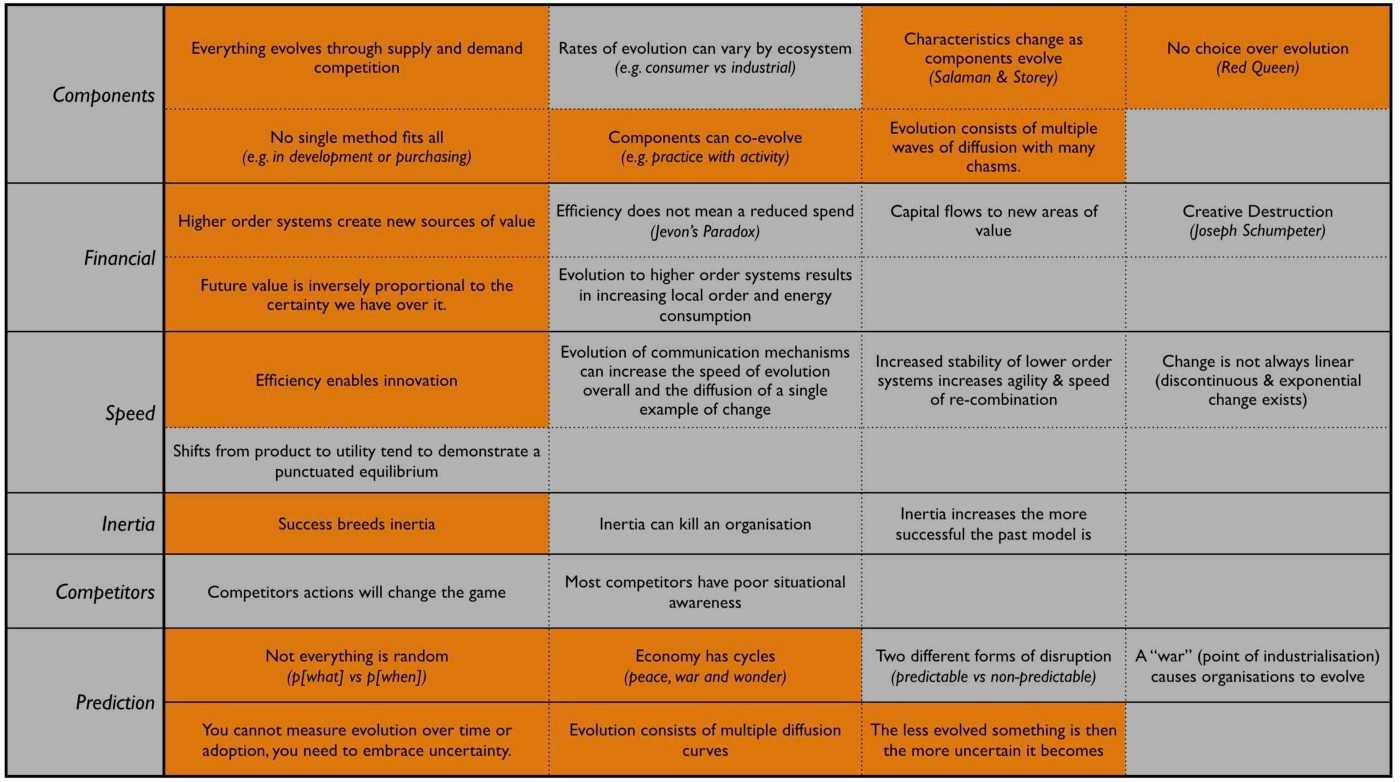 Components
Everything evolves through supply and demand
competition
Rates of evolution can vary by ecosystem
(e.g. consumer vs industrial)
Characteristics change as
components evolve
(Salaman & Storey)
No choice over evolution
(Red Queen)
No single method fits all
(e.g. in development or purchasing)
Components can co-evolve
(e.g. practice with activity)
Evolution consists of multiple
waves of diffusion with many
chasms.
Financial
Higher order systems create new sources of value
Efficiency does not mean a reduced spend
(Jevon's Paradox)
Capital flows to new areas of
value
Creative Destruction
(Joseph Schumpeter)
Future value is inversely proportional to the
certainty we have over it.
Evolution to higher order systems results
in increasing local order and energy
consumption
Speed
Efficiency enables innovation
Evolution of communication mechanisms
can increase the speed of evolution
overall and the diffusion of a single
example of change
Increased stability of lower order
systems increases agility & speed
of re-combination
Change is not always linear
(discontinuous & exponential
change exists)
Shifts from product to utility tend to demonstrate a
punctuated equilibrium
Inertia
Success breeds inertia
Inertia can kill an organisation
Inertia increases the more
successful the past model is
Competitors
Competitors actions will change the game
Most competitors have poor situational
awareness
Prediction
Not everything is random
(p[what] vs p[when])
Economy has cycles
(peace, war and wonder)
Two different forms of disruption
(predictable vs non-predictable)
A “war” (point of industrialisation)
causes organisations to evolve
You cannot measure evolution over time or
adoption, you need to embrace uncertainty.
Evolution consists of multiple diffusion
curves
The less evolved something is then
the more uncertain it becomes